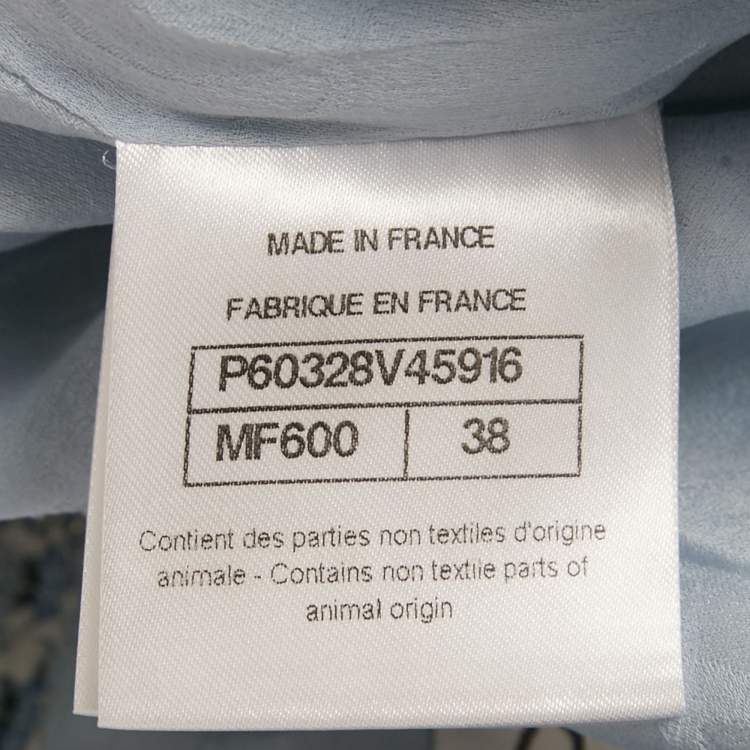 MADE IN FRANCE
FABRIQUE EN FRANCE
P60328V45916
MF600 38
Contient des parties non textiles d'origine
animale - Contains non textile parts of
animal origin